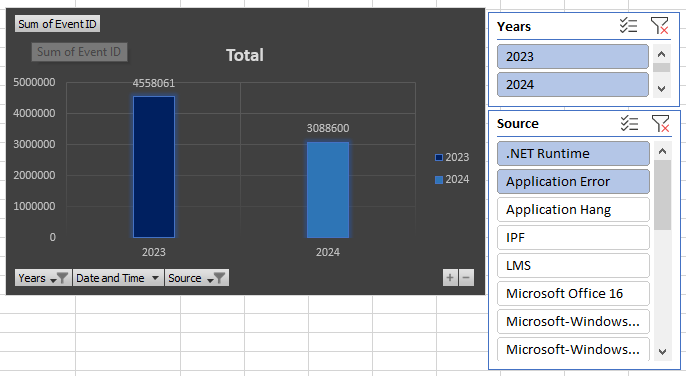 Sum of Event ID
Sum of Event ID
Total
5000000
4000000
3000000
2000000
1000000
0
4558061
3088600
2023
2024
2023
2024
Years
Date and Time
Source
Years
2023
2024
Source
.NET Runtime
Application Error
Application Hang
IPF
LMS
Microsoft Office 16
Microsoft-Windows...
Microsoft-Windows...